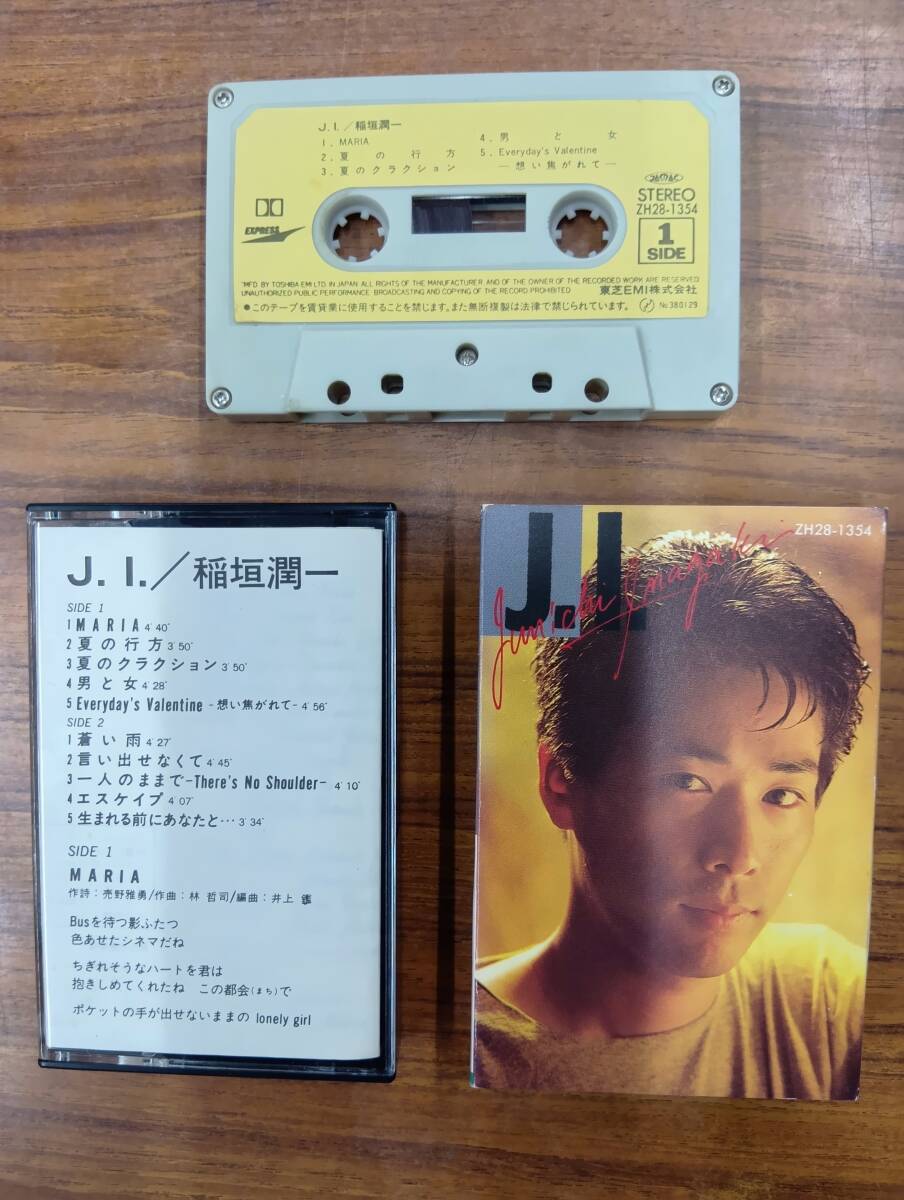 J. I.／稲垣潤一
1. MARIA
2. 夏の行方
3. 夏のクラクション
4. 男と女
5. Everyday's Valentine
―想い焦がれて―
EXPRESS
STEREO
ZH28-1354
1
SIDE
MFD. BY TOSHIBA EMI LTD. IN JAPAN. ALL RIGHTS OF THE MANUFACTURER AND OF THE OWNER OF THE RECORDED WORK ARE RESERVED
UNAUTHORIZED PUBLIC PERFORMANCE BROADCASTING AND COPYING OF THE RECORD PROHIBITED
東芝EMI株式会社
●このテープを賃貸業に使用することを禁じます。また無断複製は法律で禁じられています。
No.380129
J. I.／稲垣潤一
SIDE 1
1 MARIA 4'40"
2 夏の行方 3'50"
3 夏のクラクション 3'50"
4 男と女 4'28"
5 Everyday's Valentine -想い焦がれて- 4'56"
SIDE 2
1 蒼い雨 4'27"
2 言い出せなくて 4'45"
3 一人のままで-There's No Shoulder- 4'10"
4 エスケイプ 4'07"
5 生まれる前にあなたと… 3'34"
SIDE 1
MARIA
作詩：売野雅勇/作曲：林 哲司/編曲：井上 鑑
Busを待つ影ふたつ
色あせたシネマだね
ちぎれそうなハートを君は
抱きしめてくれたね この都会(まち)で
ポケットの手が出せないままの lonely girl
J.I.
Junichi Inagaki
ZH28-1354